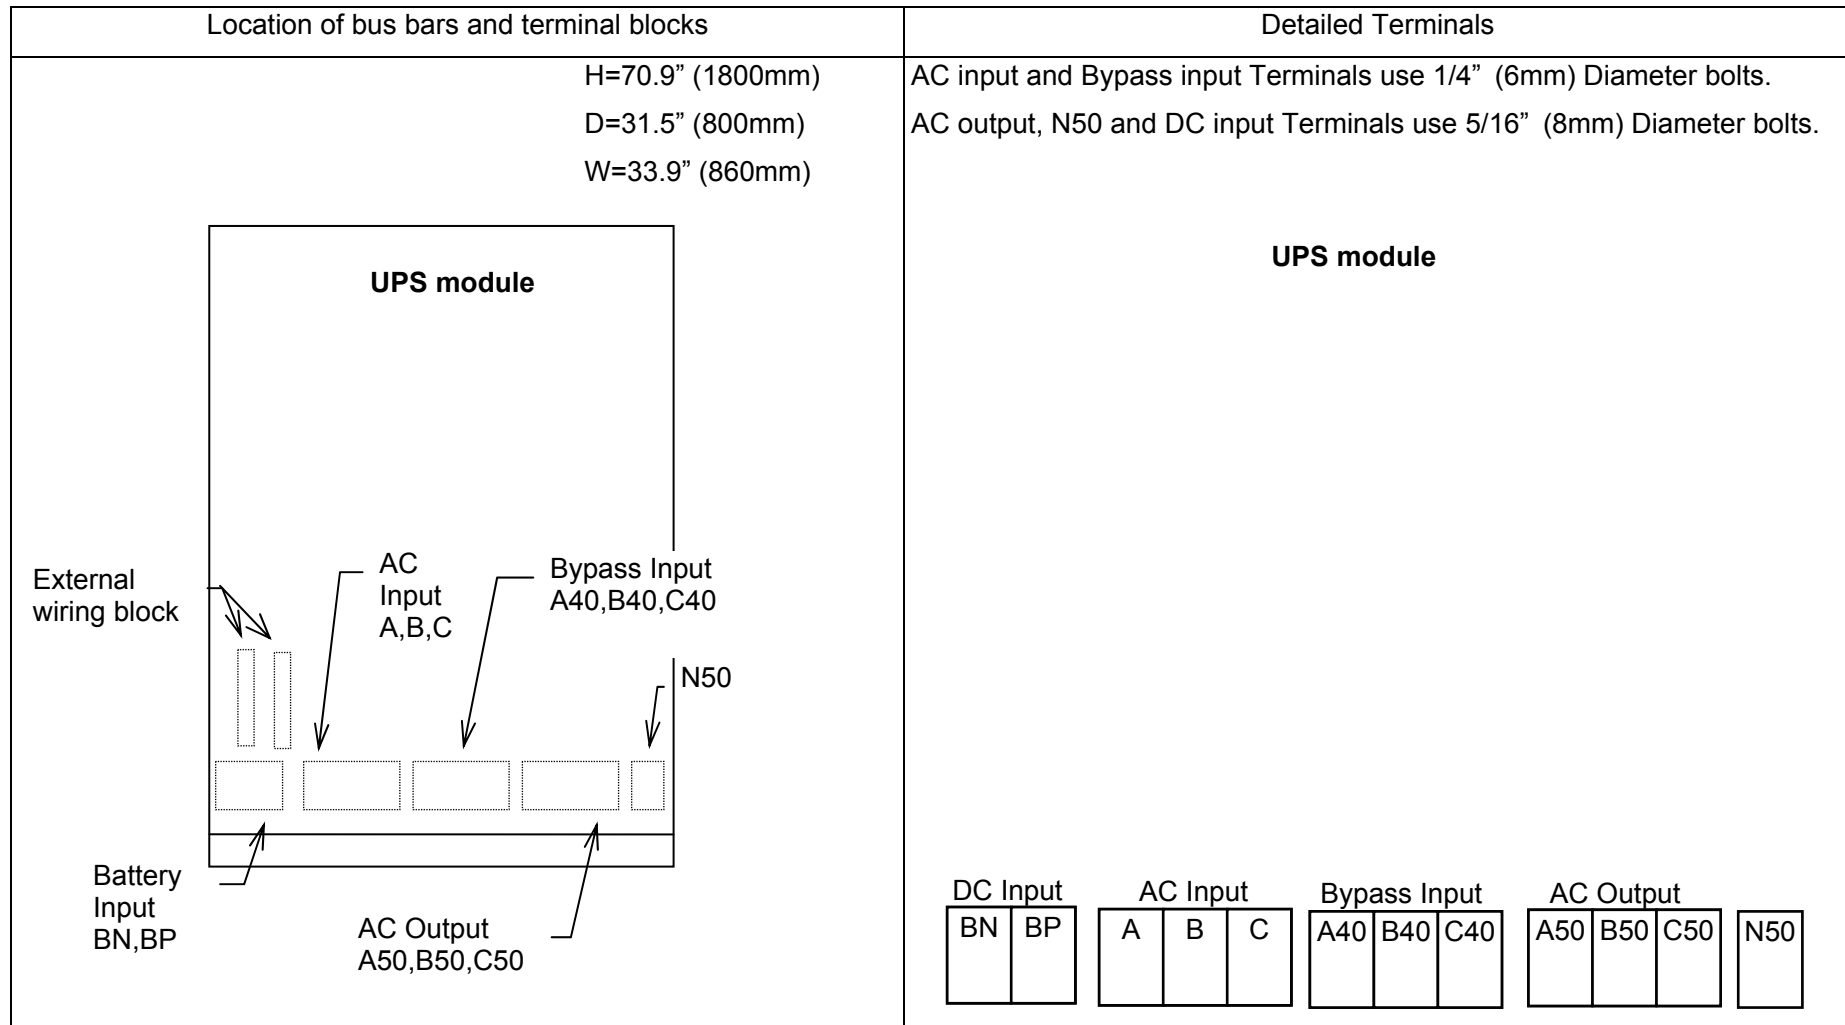 Location of bus bars and terminal blocks
Detailed Terminals
H=70.9” (1800mm)
D=31.5” (800mm)
W=33.9” (860mm)
AC input and Bypass input Terminals use 1/4” (6mm) Diameter bolts.
AC output, N50 and DC input Terminals use 5/16” (8mm) Diameter bolts.
UPS module
UPS module
External
wiring block
AC
Input
A,B,C
Bypass Input
A40,B40,C40
N50
Battery
Input
BN,BP
AC Output
A50,B50,C50
DC Input
AC Input
Bypass Input
AC Output
BN BP A B C A40 B40 C40 A50 B50 C50 N50